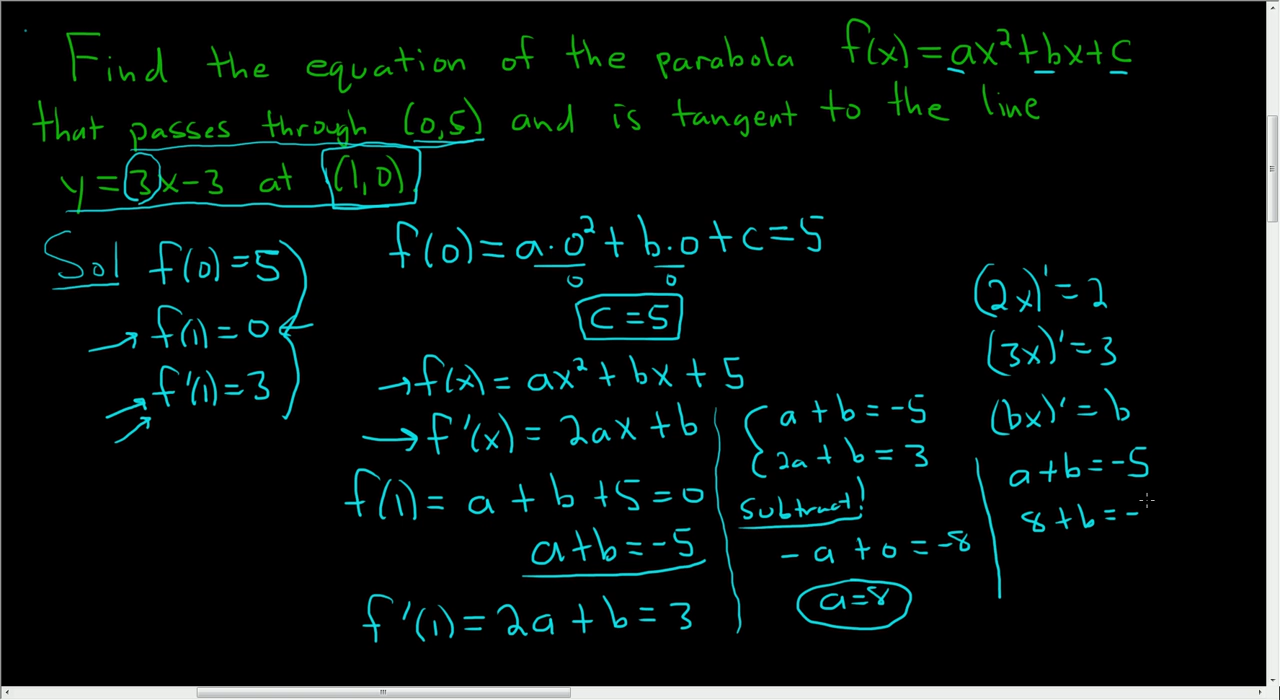 Find the equation of the parabola f(x) = ax² + bx + c
that passes through (0,5) and is tangent to the line
y = 3x - 3 at (1,0)
Sol f(0) = 5
f(1) = 0
f'(1) = 3
f(0) = a · 0² + b · 0 + c = 5
0 0
c = 5
f(x) = ax² + bx + 5
f'(x) = 2ax + b
f(1) = a + b + 5 = 0
a + b = -5
f'(1) = 2a + b = 3
a + b = -5
2a + b = 3
Subtract!
- a + 0 = -8
a = 8
(2x)' = 2
(3x)' = 3
(bx)' = b
a + b = -5
8 + b = -